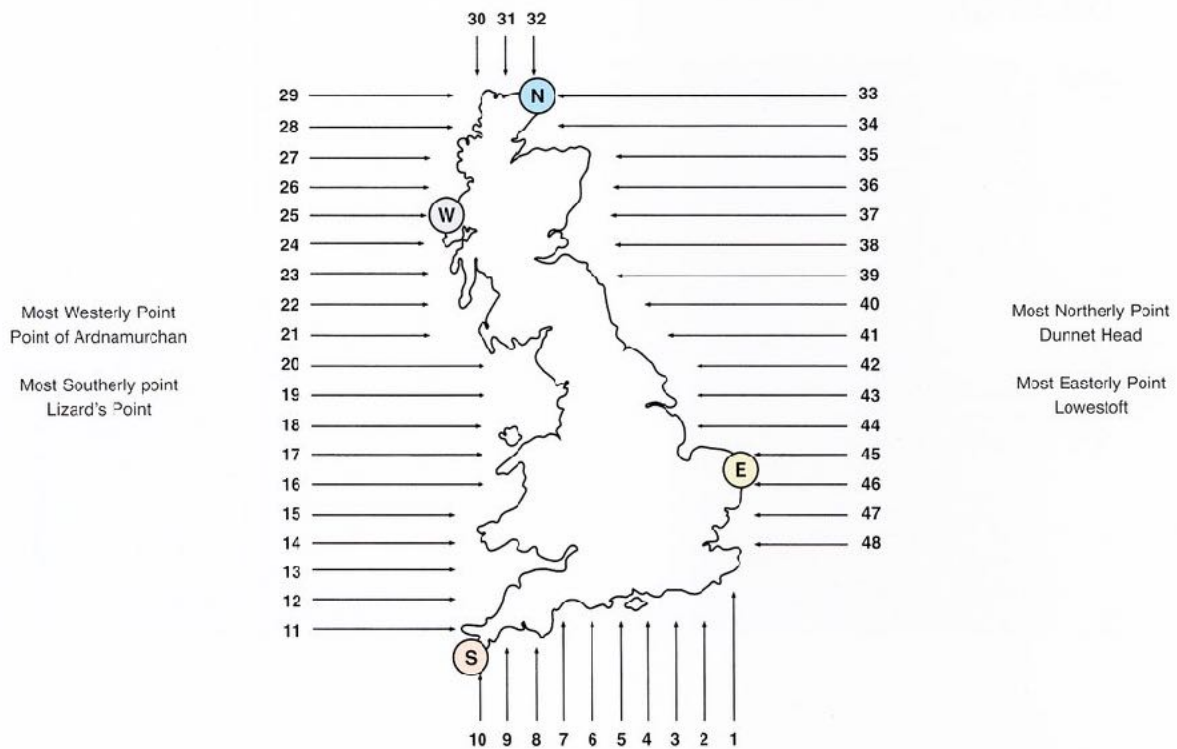 30 31 32
29 N 33
28 34
27 35
26 36
25 W 37
24 38
23 39
22 40
21 41
20 42
19 43
18 44
17 45
E
16 46
15 47
14 48
13
12
11
S
10 9 8 7 6 5 4 3 2 1
Most Westerly Point
Point of Ardnamurchan
Most Southerly point
Lizard's Point
Most Northerly Point
Dunnet Head
Most Easterly Point
Lowestoft